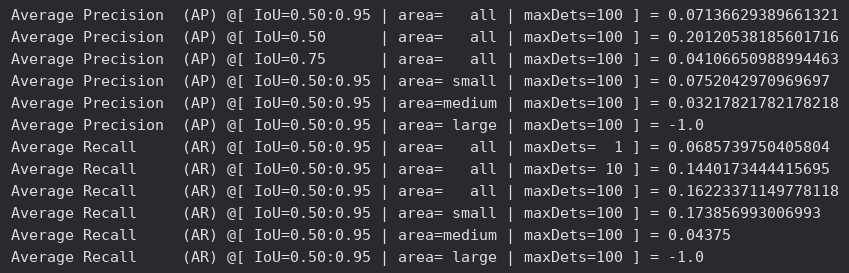 Average Precision  (AP) @[ IoU=0.50:0.95 | area=   all | maxDets=100 ] = 0.07136629389661321
Average Precision  (AP) @[ IoU=0.50      | area=   all | maxDets=100 ] = 0.20120538185601716
Average Precision  (AP) @[ IoU=0.75      | area=   all | maxDets=100 ] = 0.04106650988994463
Average Precision  (AP) @[ IoU=0.50:0.95 | area= small | maxDets=100 ] = 0.0752042970969697
Average Precision  (AP) @[ IoU=0.50:0.95 | area=medium | maxDets=100 ] = 0.03217821782178218
Average Precision  (AP) @[ IoU=0.50:0.95 | area= large | maxDets=100 ] = -1.0
Average Recall     (AR) @[ IoU=0.50:0.95 | area=   all | maxDets=  1 ] = 0.0685739750405804
Average Recall     (AR) @[ IoU=0.50:0.95 | area=   all | maxDets= 10 ] = 0.1440173444415695
Average Recall     (AR) @[ IoU=0.50:0.95 | area=   all | maxDets=100 ] = 0.16223371149778118
Average Recall     (AR) @[ IoU=0.50:0.95 | area= small | maxDets=100 ] = 0.173856993006993
Average Recall     (AR) @[ IoU=0.50:0.95 | area=medium | maxDets=100 ] = 0.04375
Average Recall     (AR) @[ IoU=0.50:0.95 | area= large | maxDets=100 ] = -1.0